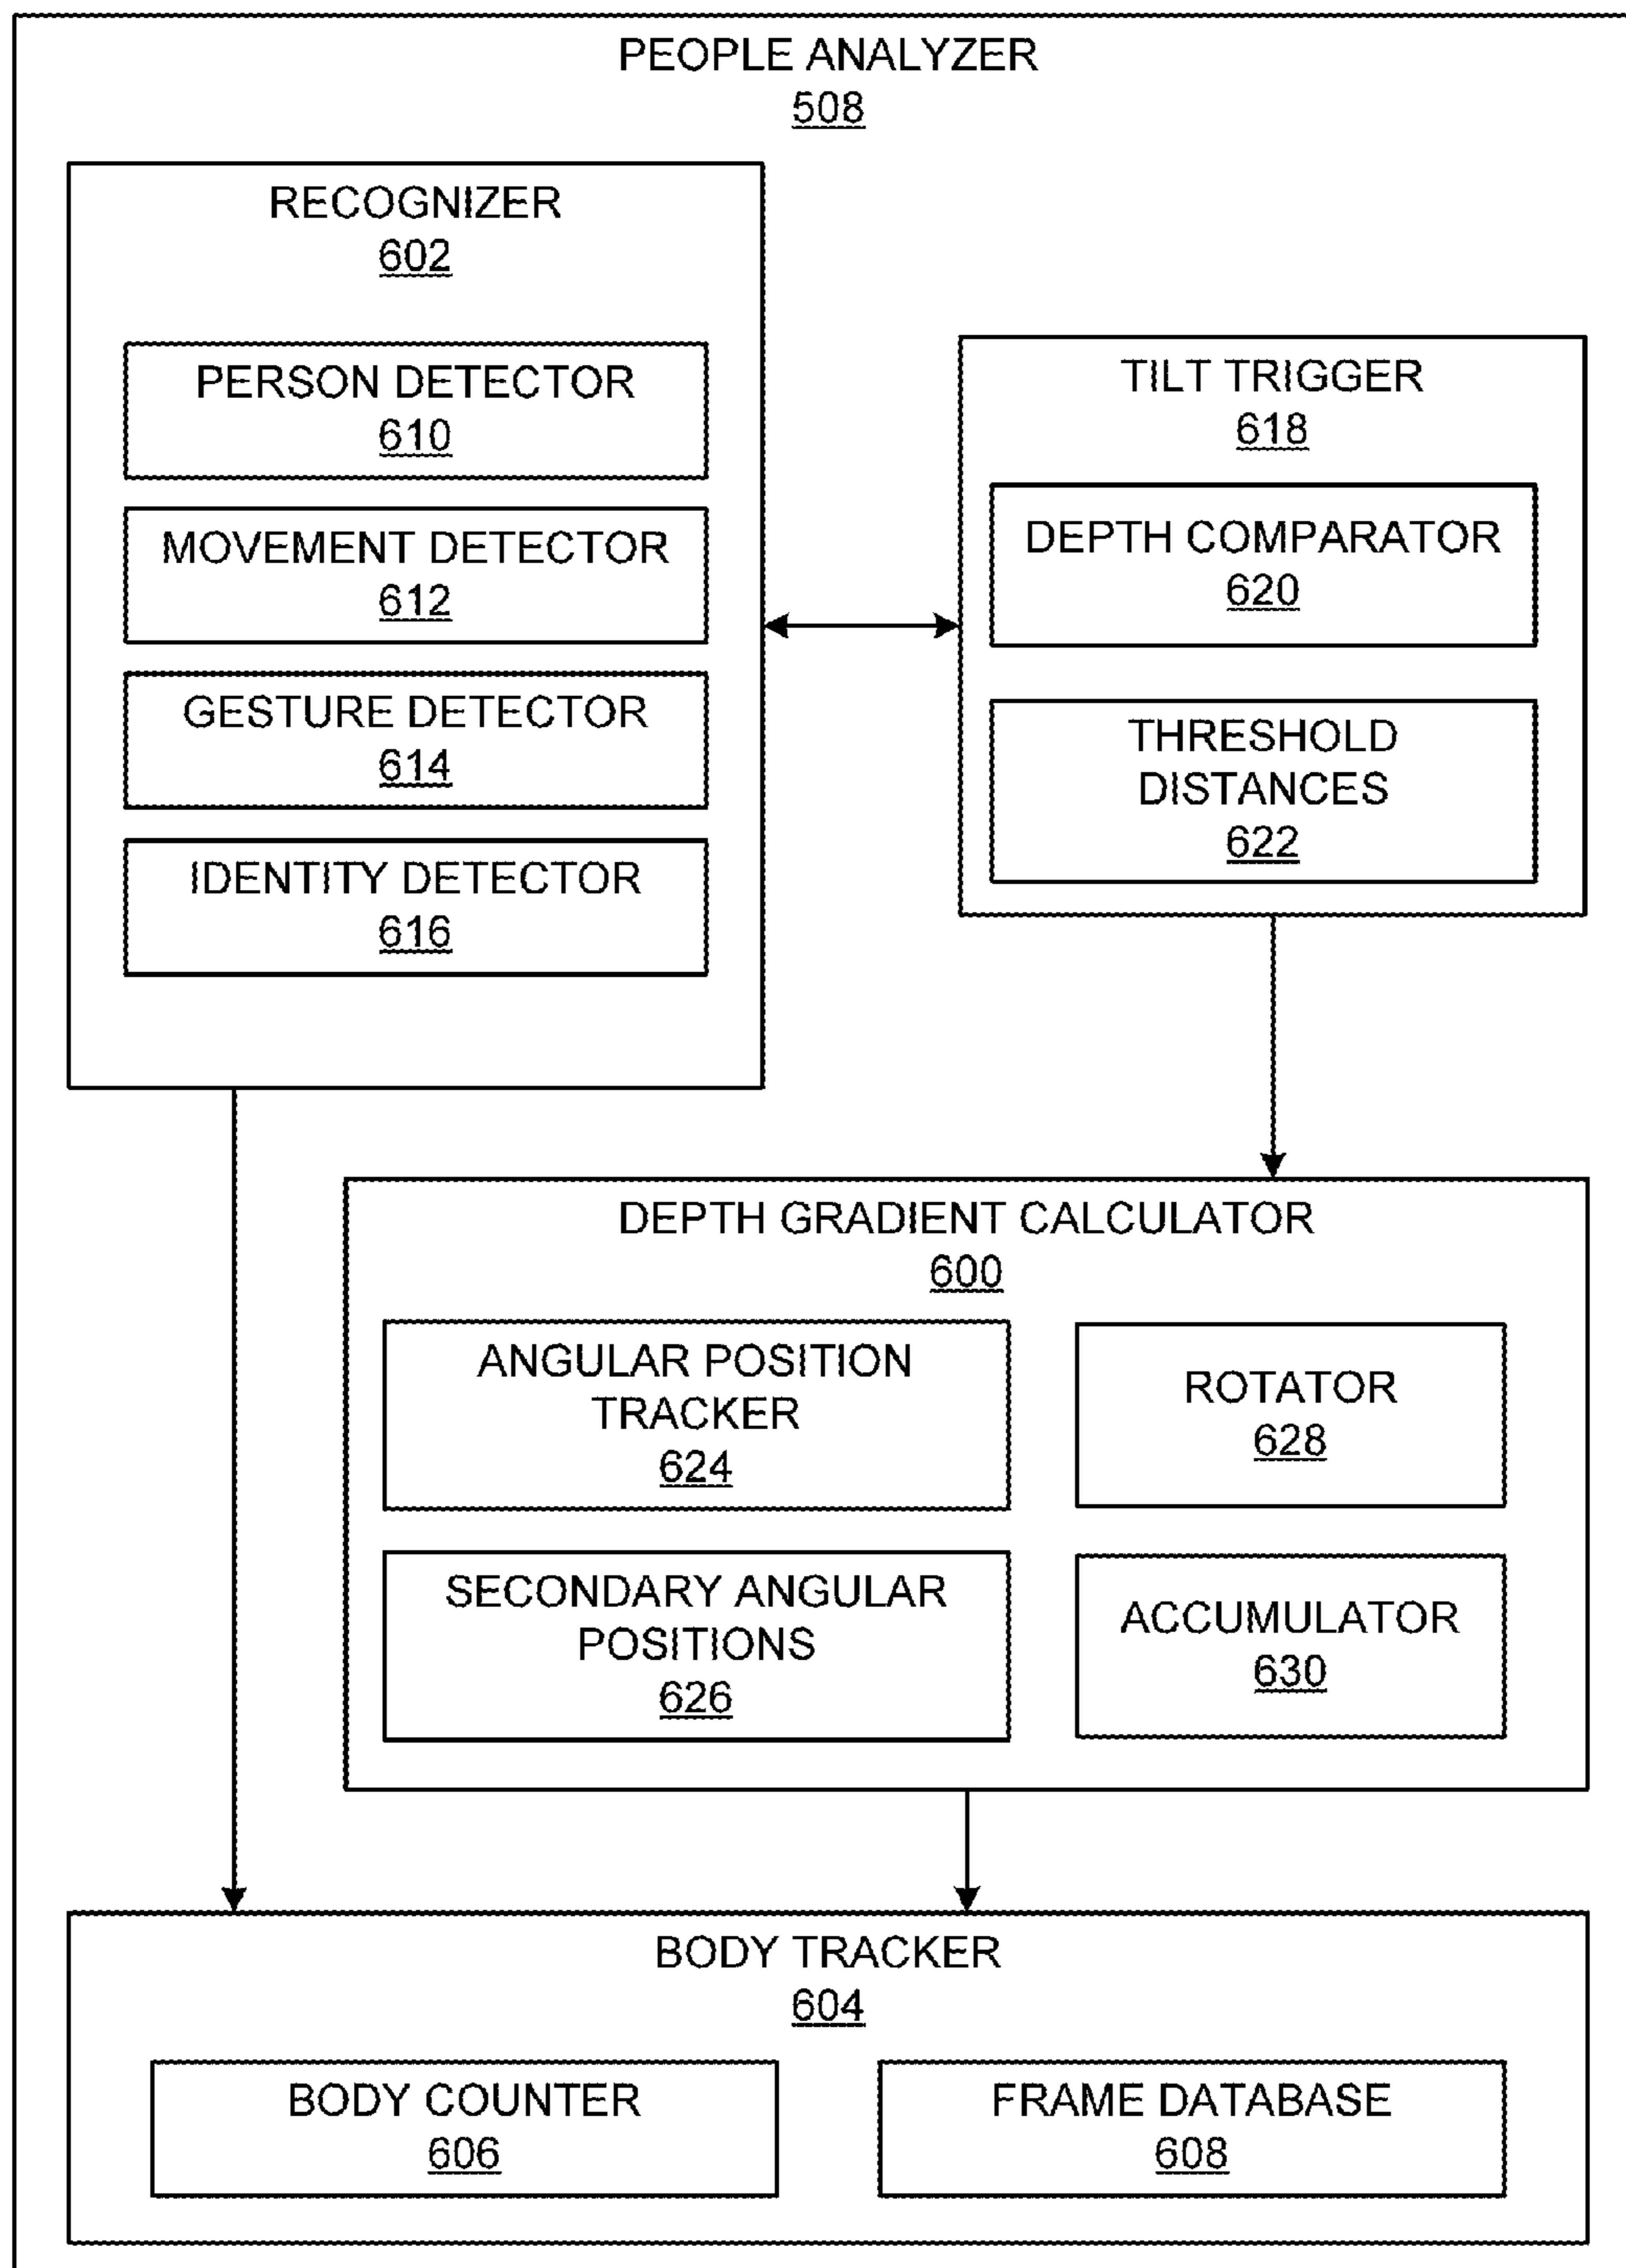 PEOPLE ANALYZER
508
RECOGNIZER
602
PERSON DETECTOR
610
MOVEMENT DETECTOR
612
GESTURE DETECTOR
614
IDENTITY DETECTOR
616
TILT TRIGGER
618
DEPTH COMPARATOR
620
THRESHOLD
DISTANCES
622
DEPTH GRADIENT CALCULATOR
600
ANGULAR POSITION
TRACKER
624
ROTATOR
628
SECONDARY ANGULAR
POSITIONS
626
ACCUMULATOR
630
BODY TRACKER
604
BODY COUNTER
606
FRAME DATABASE
608